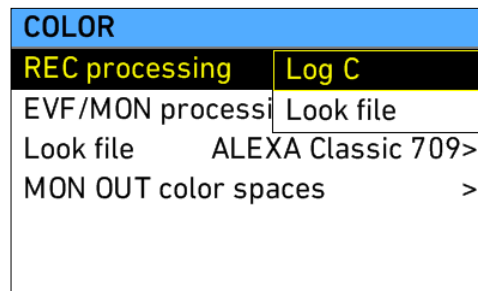 COLOR
REC processing Log C
EVF/MON processi Look file
Look file ALEXA Classic 709>
MON OUT color spaces >